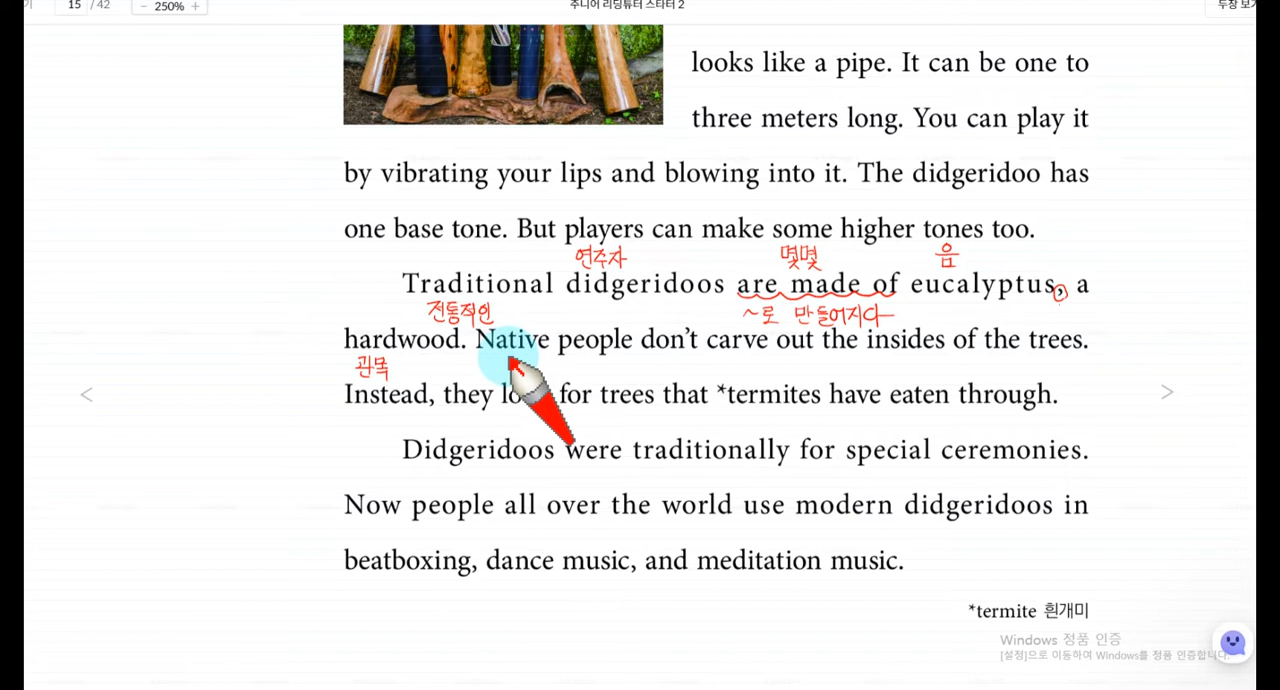 15 / 42
− 250% +
주니어 리딩튜터 스타터 2
두장 보기
looks like a pipe. It can be one to
three meters long. You can play it
by vibrating your lips and blowing into it. The didgeridoo has
one base tone. But players can make some higher tones too.
연주자 몇몇 음
Traditional didgeridoos are made of eucalyptus, a
전통적인 ~로 만들어지다
hardwood. Native people don't carve out the insides of the trees.
관목
Instead, they for trees that *termites have eaten through.
Didgeridoos were traditionally for special ceremonies.
Now people all over the world use modern didgeridoos in
beatboxing, dance music, and meditation music.
*termite 흰개미
Windows 정품 인증
[설정]으로 이동하여 Windows를 정품 인증합니다.